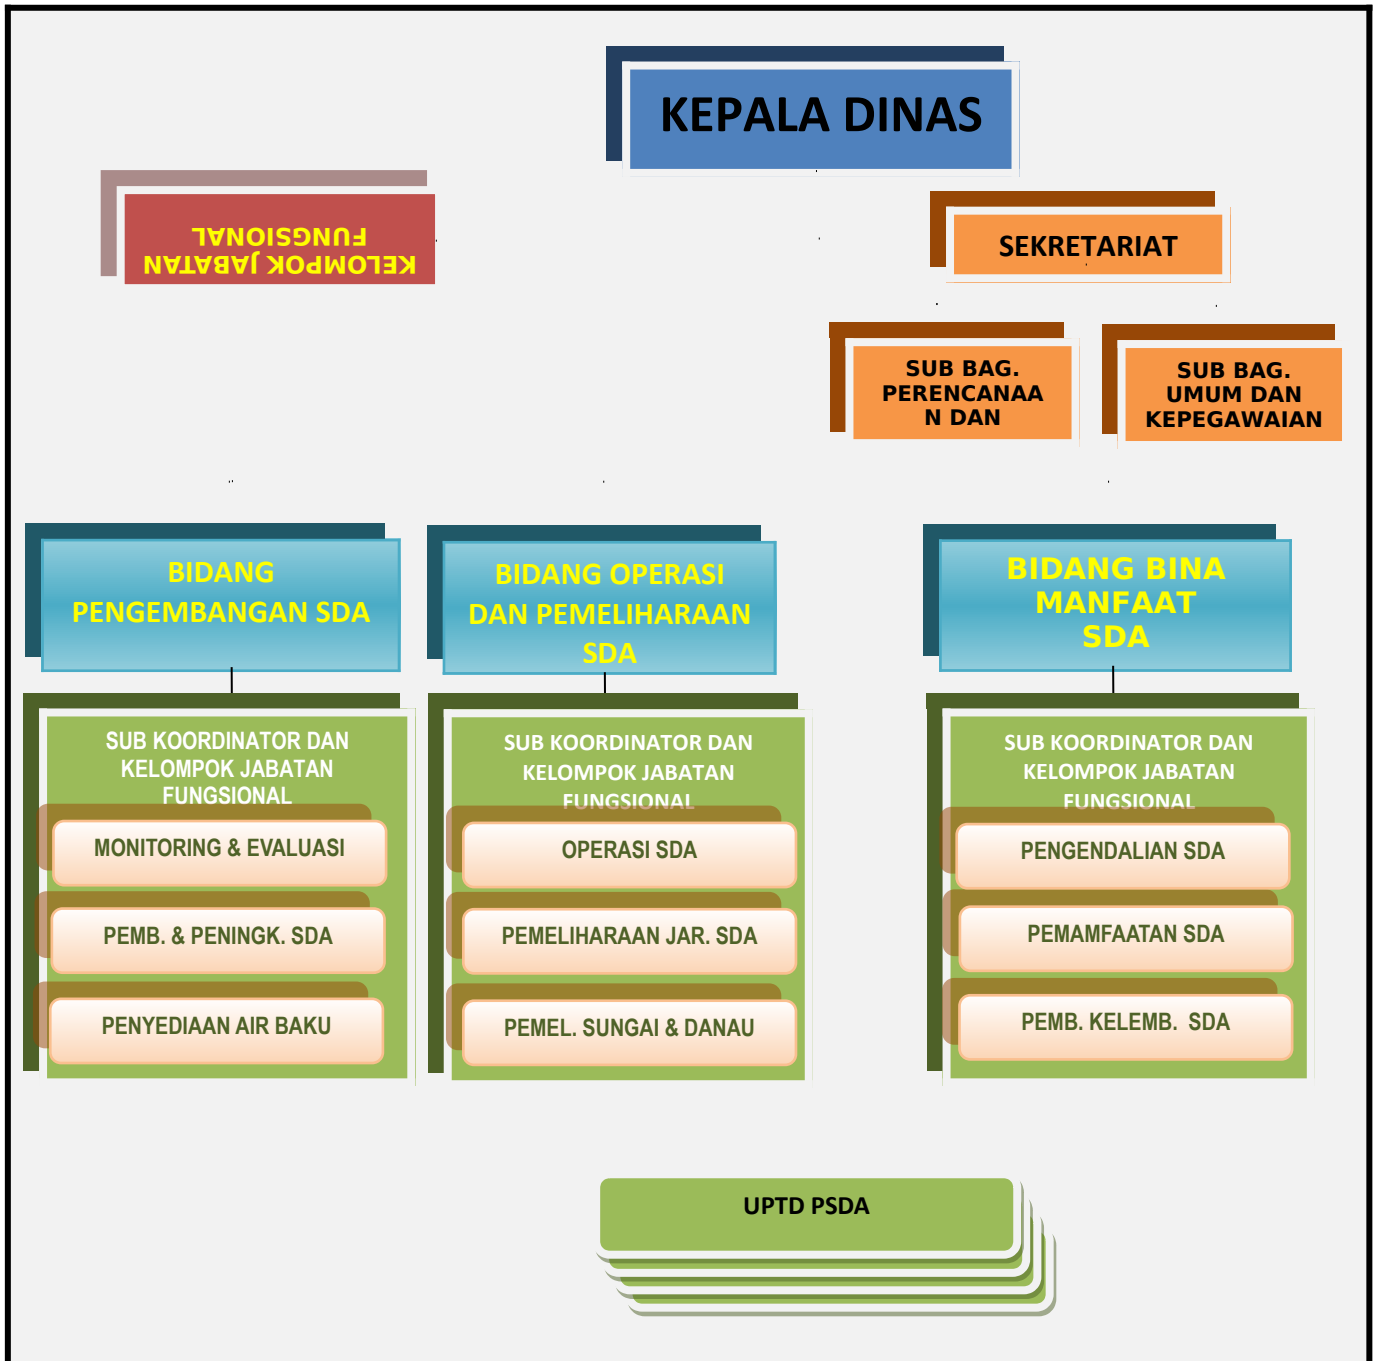 KEPALA DINAS
KELOMPOK JABATAN
FUNGSIONAL
SEKRETARIAT
SUB BAG.
PERENCANAA
N DAN
SUB BAG.
UMUM DAN
KEPEGAWAIAN
BIDANG
PENGEMBANGAN SDA
BIDANG OPERASI
DAN PEMELIHARAAN
SDA
BIDANG BINA
MANFAAT
SDA
SUB KOORDINATOR DAN
KELOMPOK JABATAN
FUNGSIONAL
MONITORING & EVALUASI
PEMB. & PENINGK. SDA
PENYEDIAAN AIR BAKU
SUB KOORDINATOR DAN
KELOMPOK JABATAN
FUNGSIONAL
OPERASI SDA
PEMELIHARAAN JAR. SDA
PEMEL. SUNGAI & DANAU
SUB KOORDINATOR DAN
KELOMPOK JABATAN
FUNGSIONAL
PENGENDALIAN SDA
PEMAMFAATAN SDA
PEMB. KELEMB. SDA
UPTD PSDA